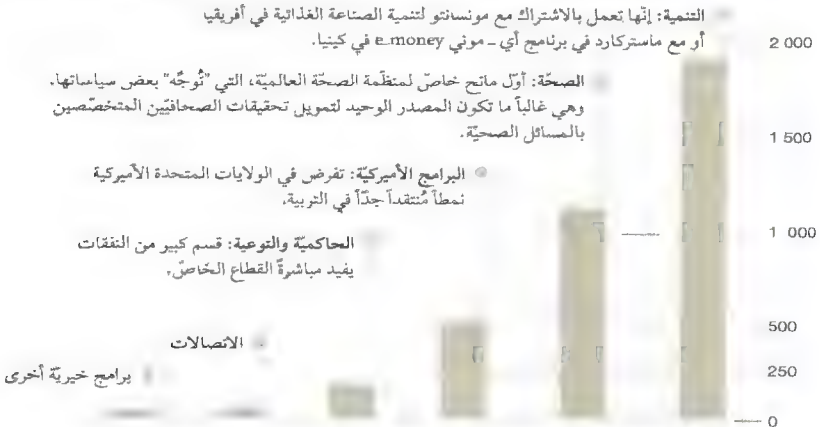 التنمية: إنّها تعمل بالاشتراك مع مونسانتو لتنمية الصناعة الغذائية في أفريقيا
أو مع ماستركارد في برنامج أي ـ موني e_money في كينيا.
الصحّة: أوّل مانح خاصّ لمنظّمة الصحّة العالميّة، التي "تُوجِّه" بعض سياساتها.
وهي غالباً ما تكون المصدر الوحيد لتمويل تحقيقات الصحافيّين المتخصّصين
بالمسائل الصحيّة.
البرامج الأميركيّة: تفرض في الولايات المتحدة الأميركية
نمطاً مُنتقداً جدّاً في التربية.
الحاكميّة والتوعية: قسم كبير من النفقات
يفيد مباشرةً القطاع الخاصّ.
الاتصالات
برامج خيريّة أخرى
2 000
1 500
1 000
500
250
0